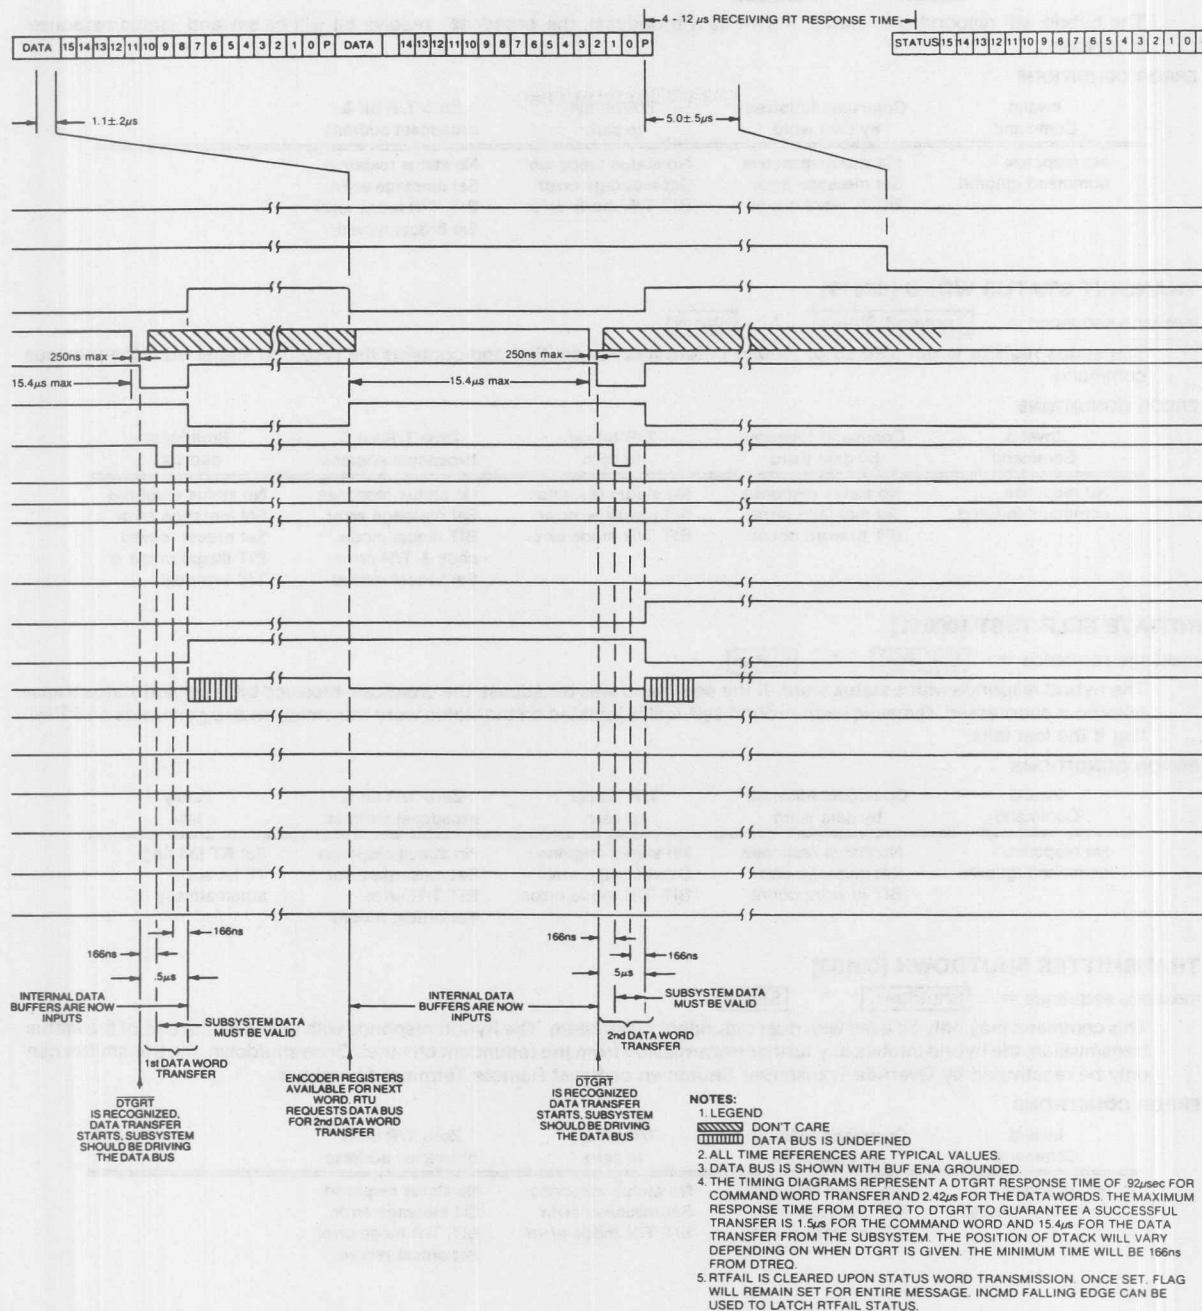 4 - 12 µs RECEIVING RT RESPONSE TIME
DATA 15 14 13 12 11 10 9 8 7 6 5 4 3 2 1 0 P DATA 14 13 12 11 10 9 8 7 6 5 4 3 2 1 0 P
STATUS 15 14 13 12 11 10 9 8 7 6 5 4 3 2 1 0
1.1±.2µs
5.0±.5µs
250ns max
250ns max
15.4µs max
15.4µs max
166ns
166ns
166ns
166ns
.5µs
.5µs
INTERNAL DATA
BUFFERS ARE NOW
INPUTS
SUBSYSTEM DATA
MUST BE VALID
1st DATA WORD
TRANSFER
INTERNAL DATA
BUFFERS ARE NOW
INPUTS
SUBSYSTEM DATA
MUST BE VALID
2nd DATA WORD
TRANSFER
DTGRT
IS RECOGNIZED,
DATA TRANSFER
STARTS, SUBSYSTEM
SHOULD BE DRIVING
THE DATA BUS
ENCODER REGISTERS
AVAILABLE FOR NEXT
WORD. RTU
REQUESTS DATA BUS
FOR 2nd DATA WORD
TRANSFER
DTGRT
IS RECOGNIZED
DATA TRANSFER
STARTS, SUBSYSTEM
SHOULD BE DRIVING
THE DATA BUS
NOTES:
1. LEGEND
DON'T CARE
DATA BUS IS UNDEFINED
2. ALL TIME REFERENCES ARE TYPICAL VALUES.
3. DATA BUS IS SHOWN WITH BUF ENA GROUNDED.
4. THE TIMING DIAGRAMS REPRESENT A DTGRT RESPONSE TIME OF .92µsec FOR
COMMAND WORD TRANSFER AND 2.42µs FOR THE DATA WORDS. THE MAXIMUM
RESPONSE TIME FROM DTREQ TO DTGRT TO GUARANTEE A SUCCESSFUL
TRANSFER IS 1.5µs FOR THE COMMAND WORD AND 15.4µs FOR THE DATA
TRANSFER FROM THE SUBSYSTEM. THE POSITION OF DTACK WILL VARY
DEPENDING ON WHEN DTGRT IS GIVEN. THE MINIMUM TIME WILL BE 166ns
FROM DTREQ.
5. RTFAIL IS CLEARED UPON STATUS WORD TRANSMISSION. ONCE SET, FLAG
WILL REMAIN SET FOR ENTIRE MESSAGE. INCMD FALLING EDGE CAN BE
USED TO LATCH RTFAIL STATUS.